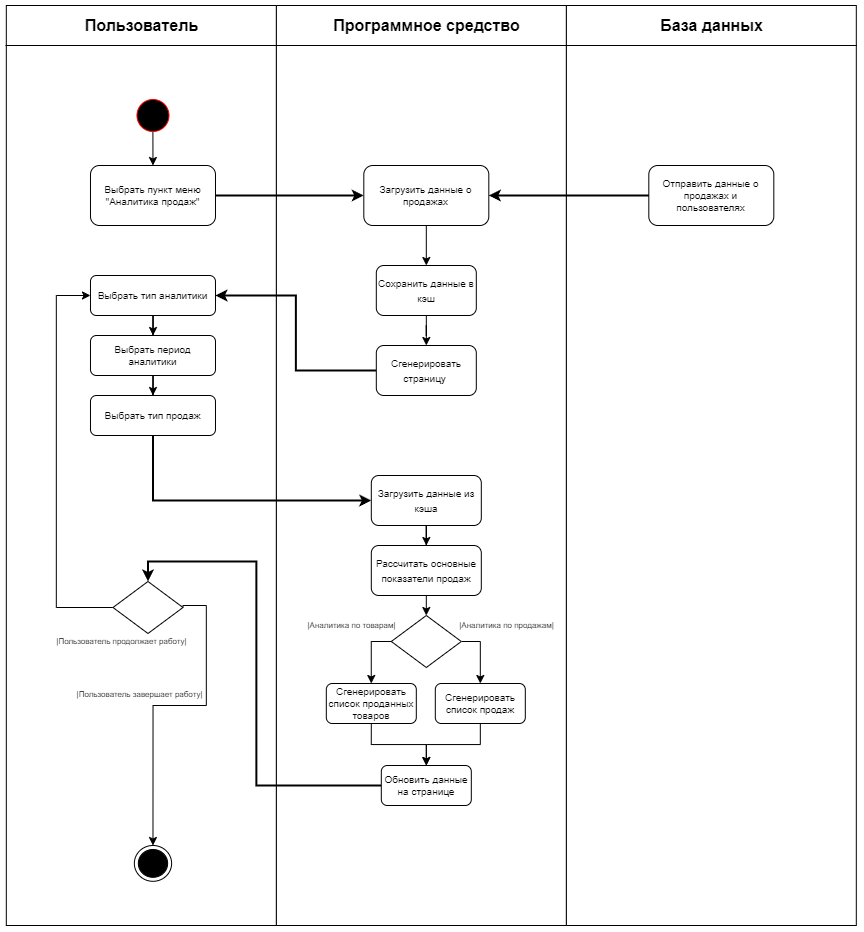 Пользователь
Программное средство
База данных
Выбрать пункт меню
"Аналитика продаж"
Загрузить данные о
продажах
Отправить данные о
продажах и
пользователях
Сохранить данные в
кэш
Выбрать тип аналитики
Сгенерировать
страницу
Выбрать период
аналитики
Выбрать тип продаж
Загрузить данные из
кэша
Рассчитать основные
показатели продаж
|Аналитика по товарам|
|Аналитика по продажам|
|Пользователь продолжает работу|
|Пользователь завершает работу|
Сгенерировать
список проданных
товаров
Сгенерировать
список продаж
Обновить данные
на странице